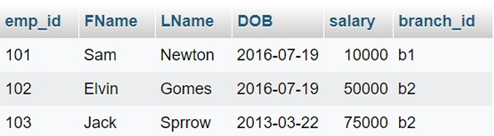 emp_id FName LName DOB salary branch_id
101 Sam Newton 2016-07-19 10000 b1
102 Elvin Gomes 2016-07-19 50000 b2
103 Jack Sprrow 2013-03-22 75000 b2